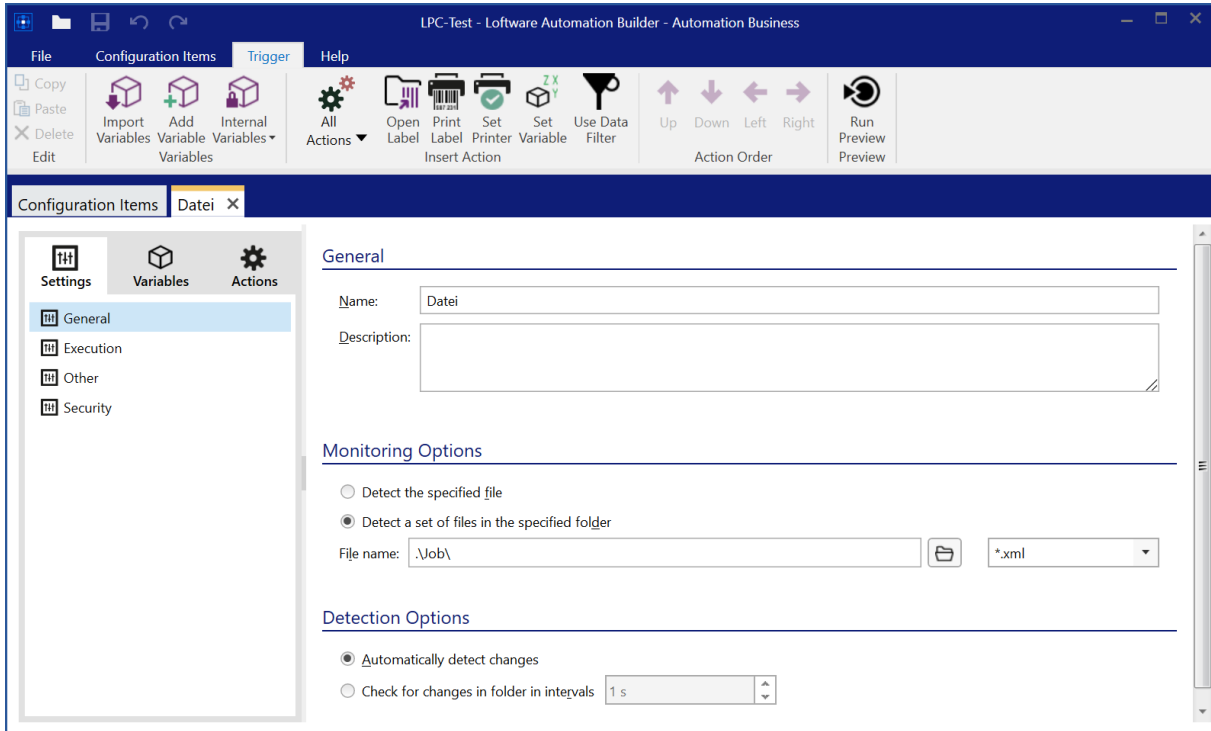 LPC-Test - Loftware Automation Builder - Automation Business
File Configuration Items Trigger Help
Copy
Paste
Delete
Edit
Import Variables
Add Variable
Internal Variables
Variables
All Actions
Open Label
Print Label
Set Printer
Set Variable
Use Data Filter
Insert Action
Up Down Left Right
Action Order
Run Preview
Preview
Configuration Items Datei
Settings Variables Actions
General
Execution
Other
Security
General
Name: Datei
Description:
Monitoring Options
Detect the specified file
Detect a set of files in the specified folder
File name: .\Job\ *.xml
Detection Options
Automatically detect changes
Check for changes in folder in intervals 1 s